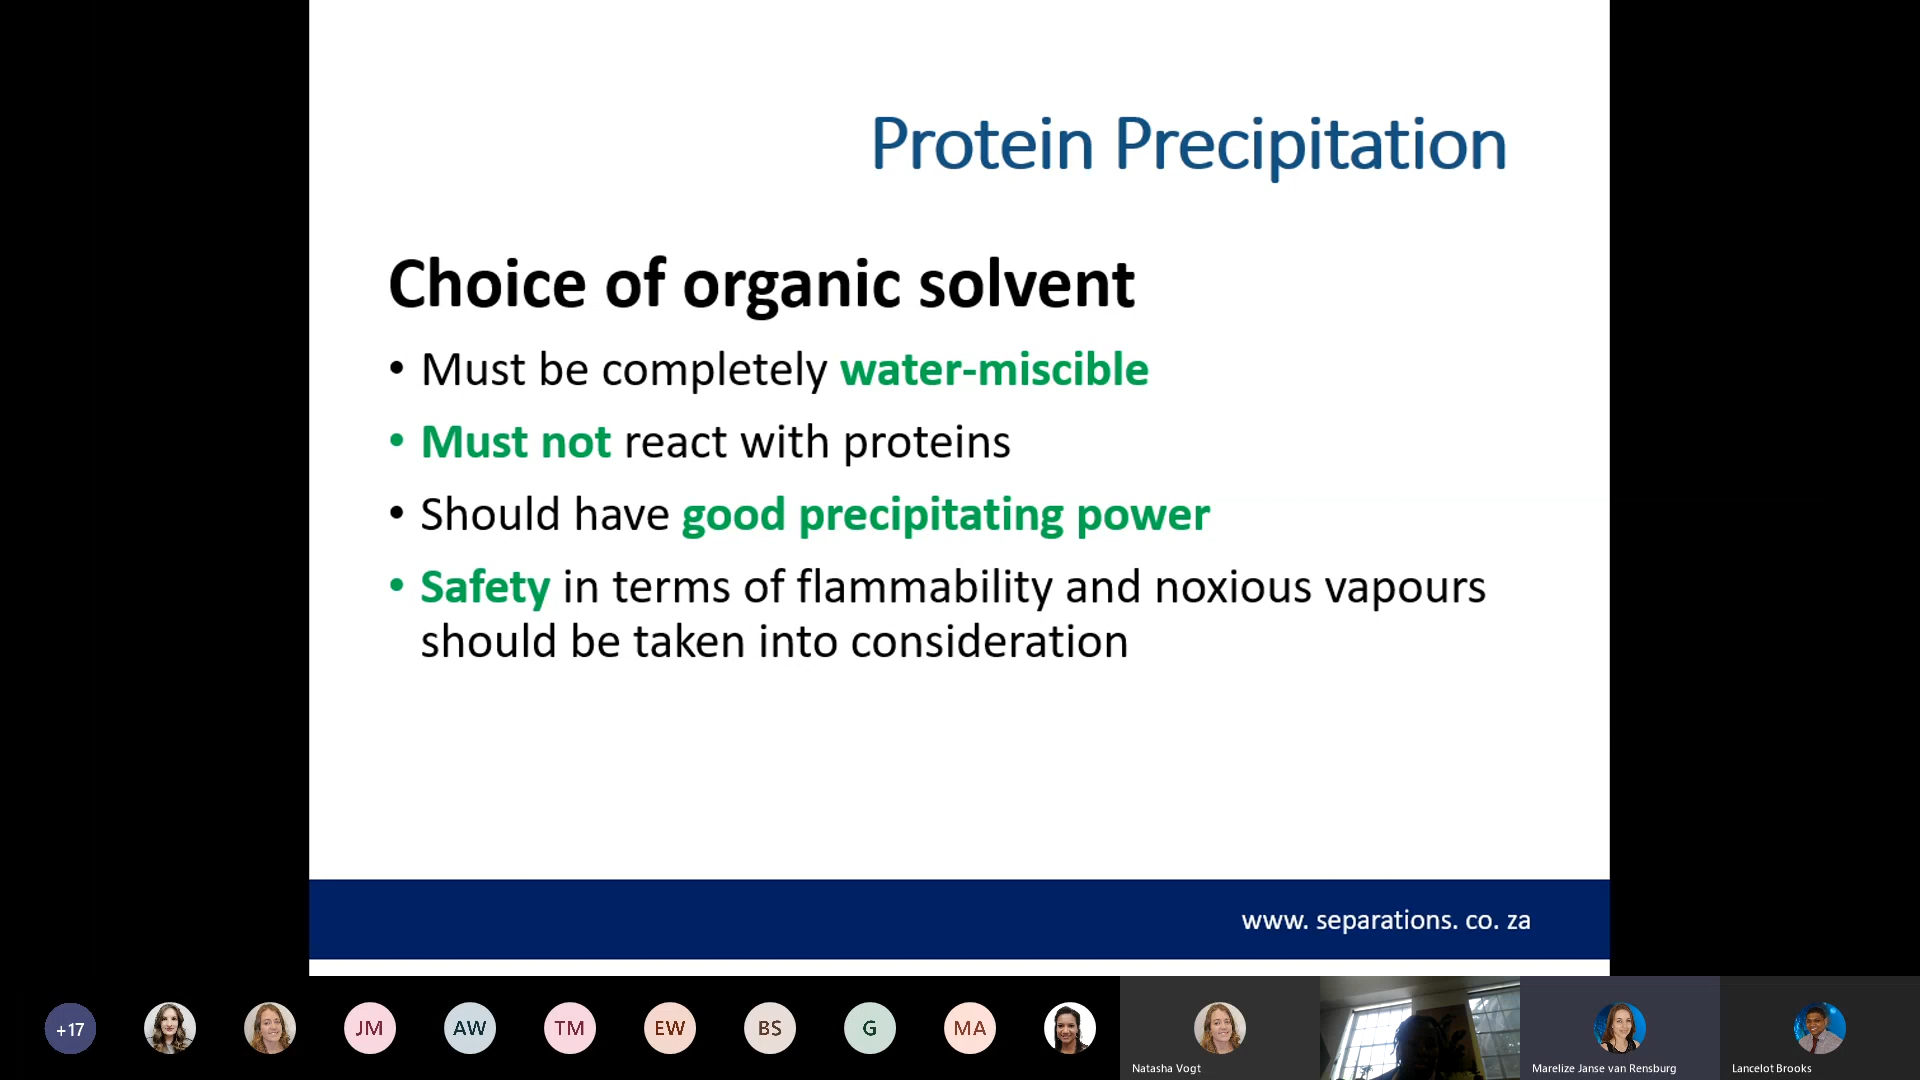 Protein Precipitation
Choice of organic solvent
• Must be completely water-miscible
• Must not react with proteins
• Should have good precipitating power
• Safety in terms of flammability and noxious vapours
should be taken into consideration
www. separations. co. za
+17
JM
AW
TM
EW
BS
G
MA
Natasha Vogt
Marelize Janse van Rensburg
Lancelot Brooks